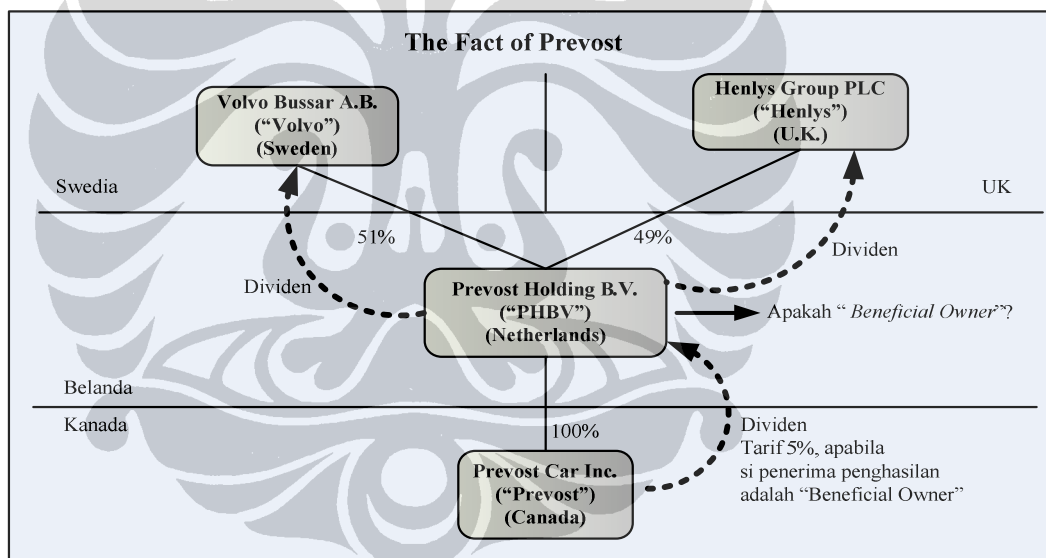 The Fact of Prevost
Volvo Bussar A.B.
(“Volvo”)
(Sweden)
Henlys Group PLC
(“Henlys”)
(U.K.)
Swedia
UK
51%
49%
Dividen
Dividen
Prevost Holding B.V.
(“PHBV”)
(Netherlands)
Apakah “ Beneficial Owner”?
Belanda
Kanada
100%
Dividen
Tarif 5%, apabila
si penerima penghasilan
adalah “Beneficial Owner”
Prevost Car Inc.
(“Prevost”)
(Canada)